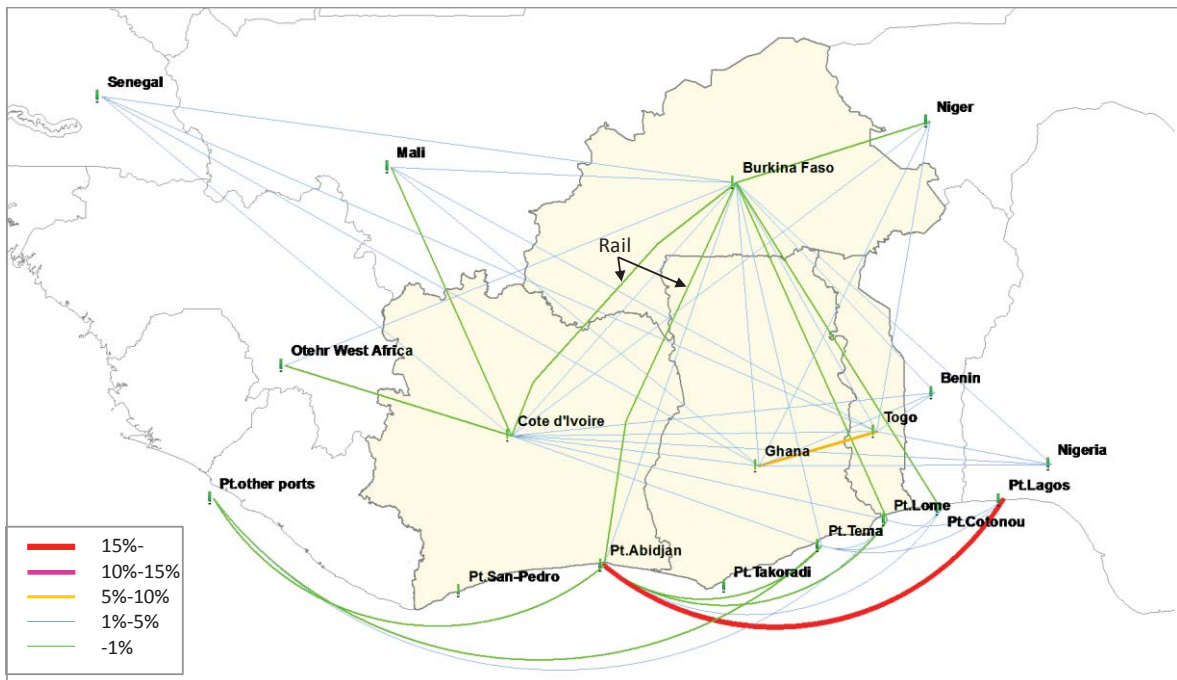 Senegal
Niger
Mali
Burkina Faso
Rail
Otehr West Africa
Benin
Cote d'Ivoire
Togo
Ghana
Nigeria
Pt.other ports
Pt.Lagos
Pt.Lome
Pt.Cotonou
Pt.Tema
Pt.Abidjan
Pt.San-Pedro
Pt.Takoradi
15%-
10%-15%
5%-10%
1%-5%
-1%